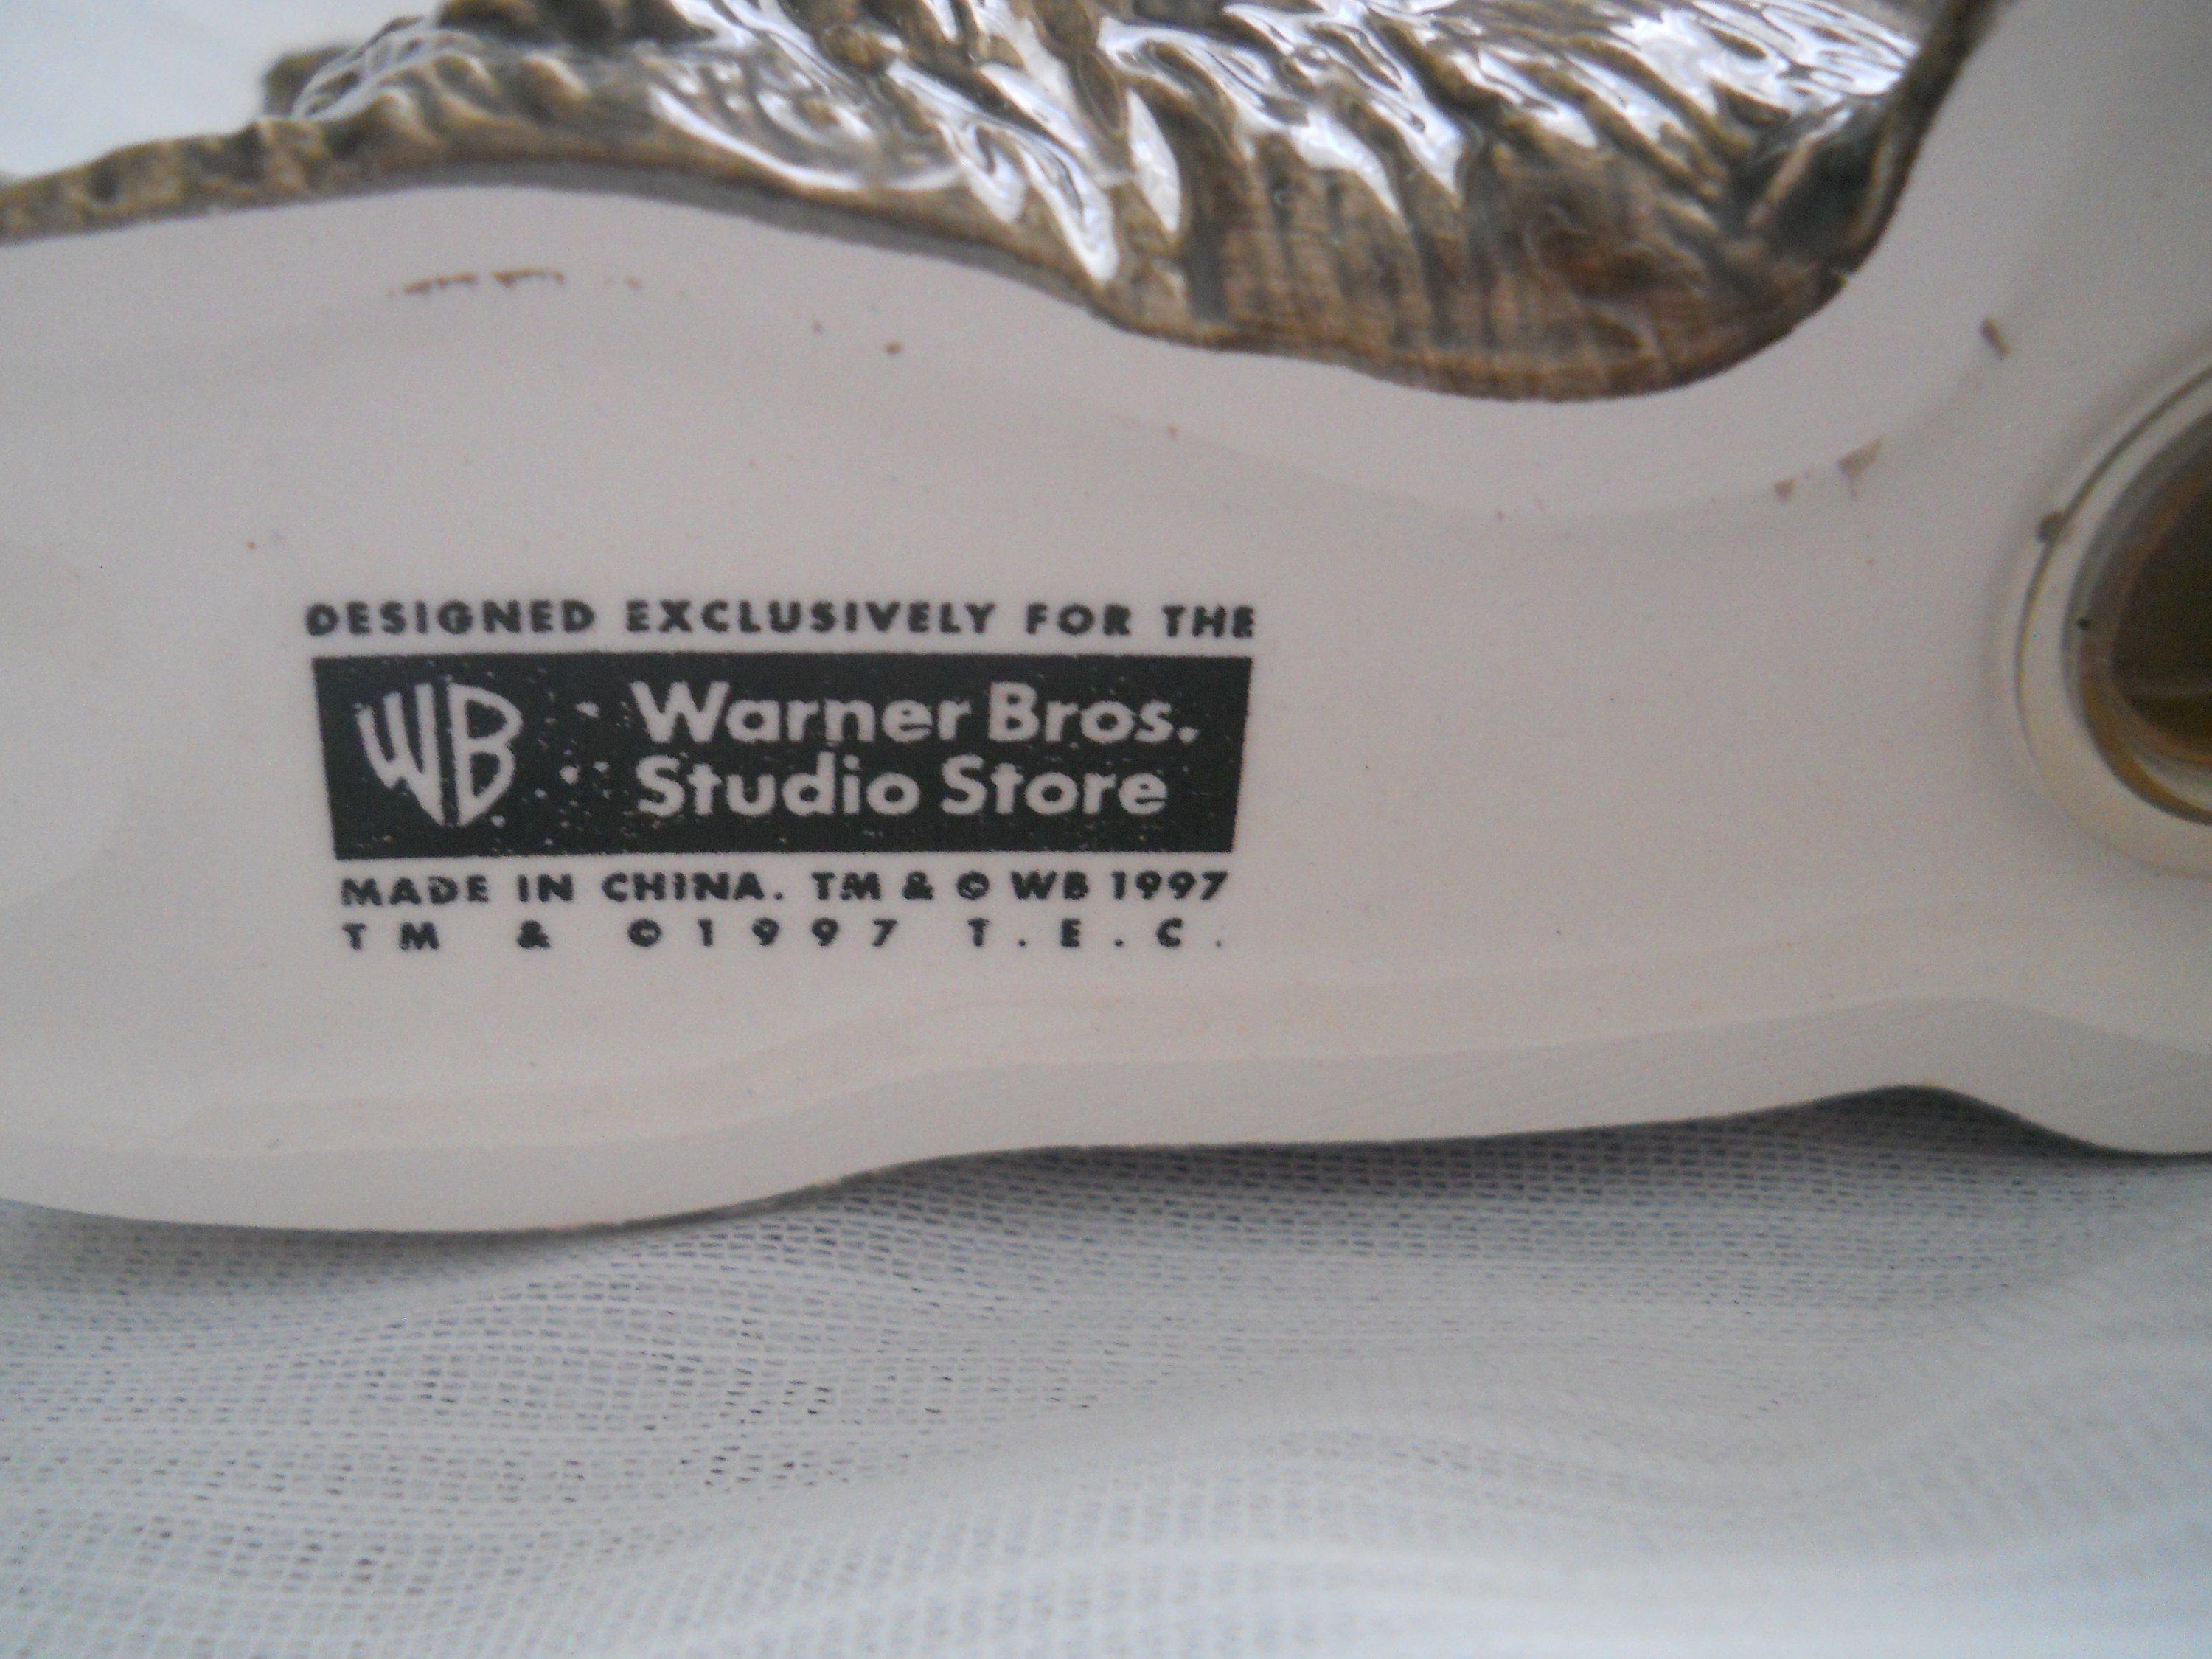 DESIGNED EXCLUSIVELY FOR THE
WB Warner Bros.
Studio Store
MADE IN CHINA. TM & © WB 1997
TM & ©1997 T.E.C.